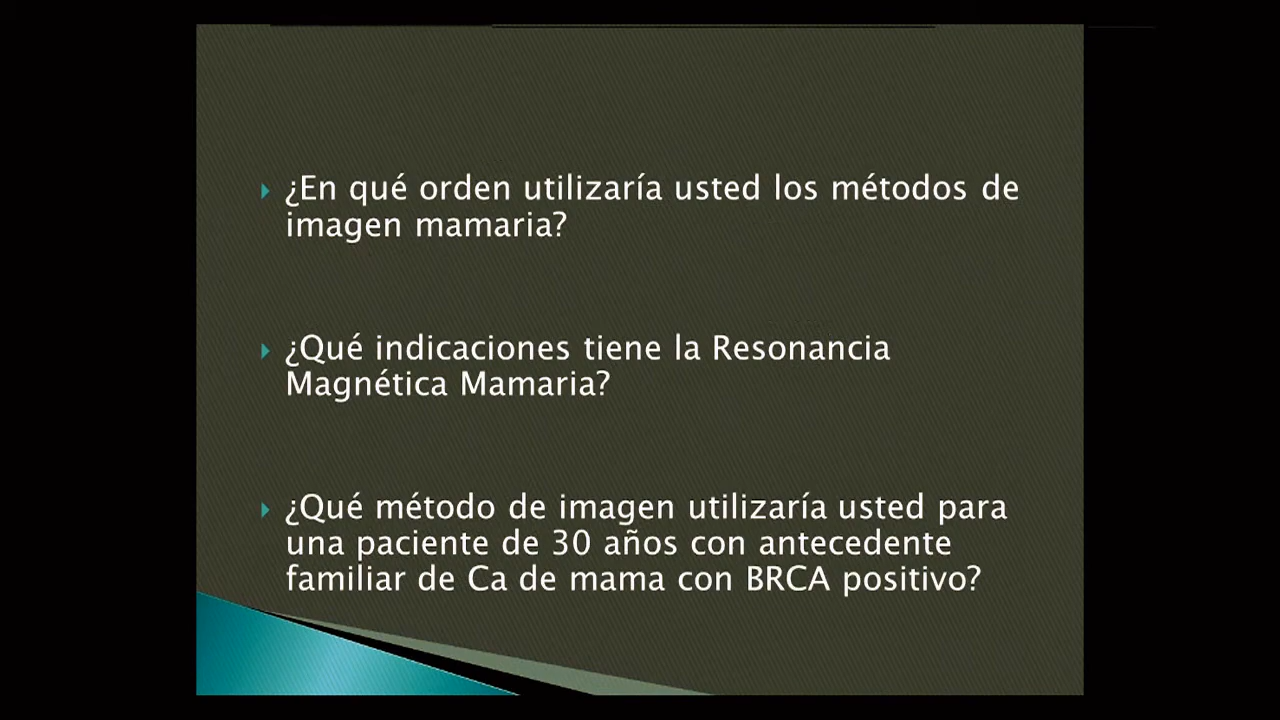 ¿En qué orden utilizaría usted los métodos de
imagen mamaria?
¿Qué indicaciones tiene la Resonancia
Magnética Mamaria?
¿Qué método de imagen utilizaría usted para
una paciente de 30 años con antecedente
familiar de Ca de mama con BRCA positivo?